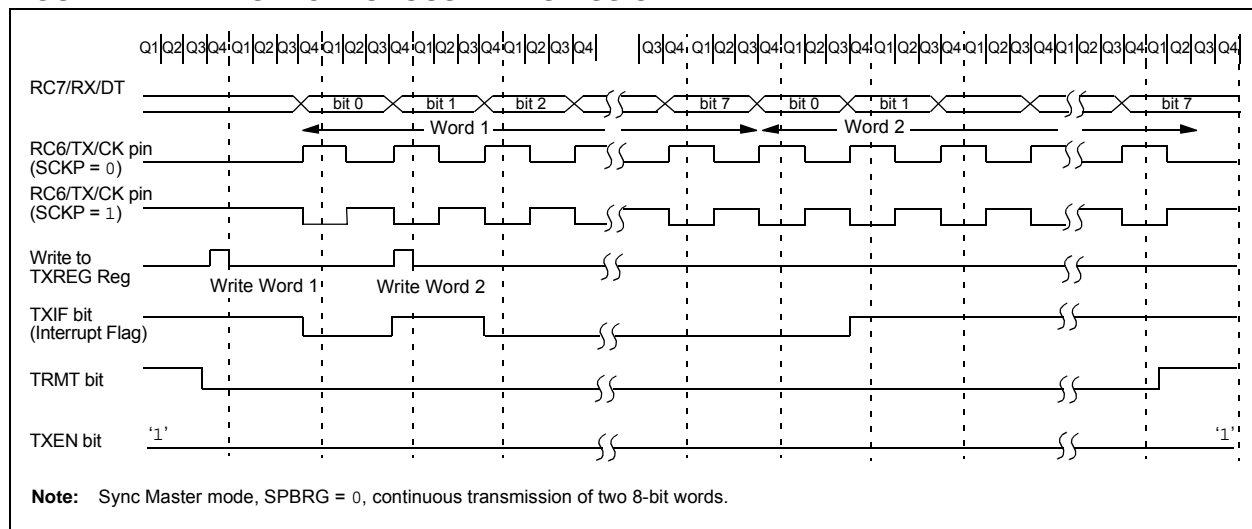 Q1 Q2 Q3 Q4 Q1 Q2 Q3 Q4 Q1 Q2 Q3 Q4 Q1 Q2 Q3 Q4 Q1 Q2 Q3 Q4 Q3 Q4 Q1 Q2 Q3 Q4 Q1 Q2 Q3 Q4 Q1 Q2 Q3 Q4 Q1 Q2 Q3 Q4 Q1 Q2 Q3 Q4 Q1 Q2 Q3 Q4
RC7/RX/DT
bit 0 bit 1 bit 2 bit 7 bit 0 bit 1 bit 7
Word 1 Word 2
RC6/TX/CK pin
(SCKP = 0)
RC6/TX/CK pin
(SCKP = 1)
Write to
TXREG Reg
Write Word 1 Write Word 2
TXIF bit
(Interrupt Flag)
TRMT bit
TXEN bit
‘1’ ‘1’
Note: Sync Master mode, SPBRG = 0, continuous transmission of two 8-bit words.